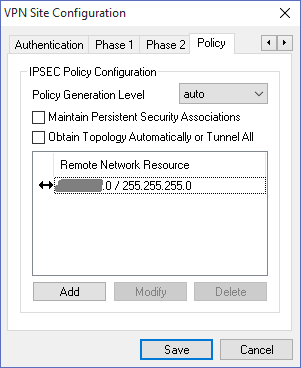 VPN Site Configuration
Authentication Phase 1 Phase 2 Policy
IPSEC Policy Configuration
Policy Generation Level auto
Maintain Persistent Security Associations
Obtain Topology Automatically or Tunnel All
Remote Network Resource
.0 / 255.255.255.0
Add Modify Delete
Save Cancel